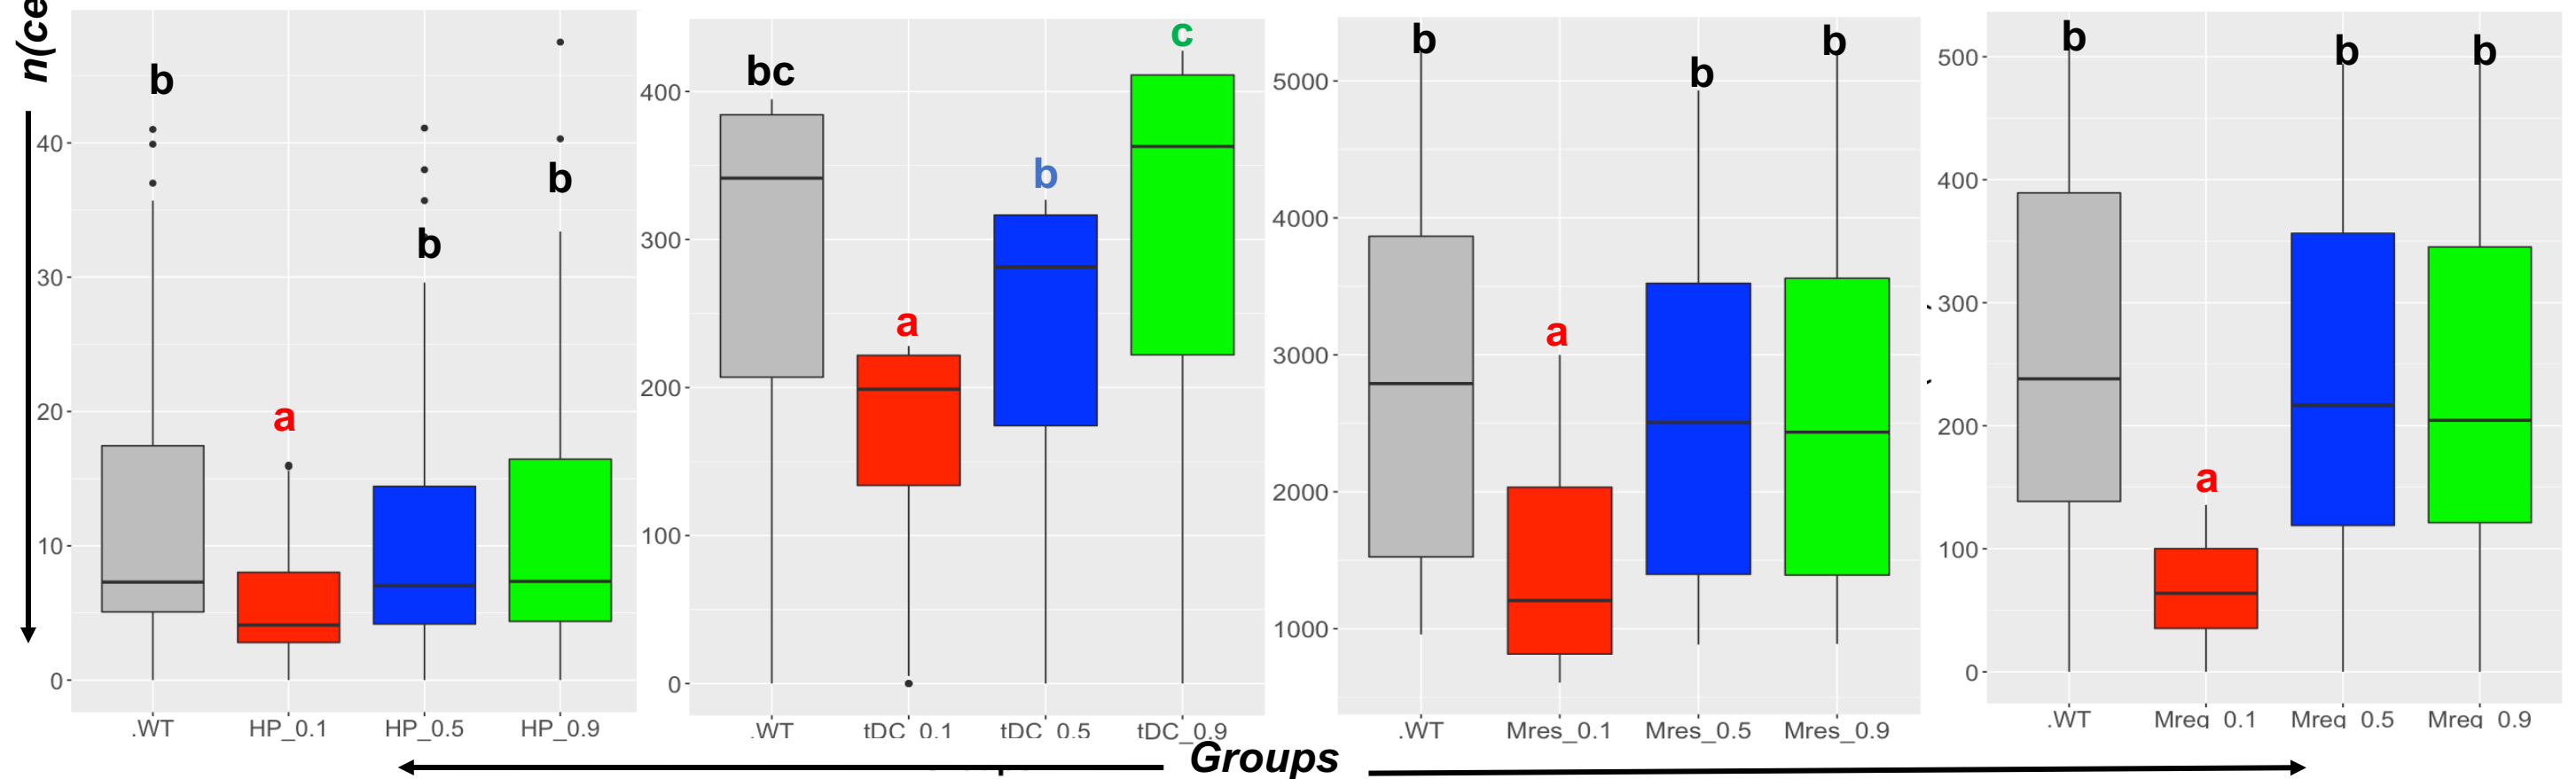 n(ce
b
b
b
a
40
30
20
10
0
.WT
HP_0.1
HP_0.5
HP_0.9
bc
a
b
c
400
300
200
100
0
.WT
tDC_0.1
tDC_0.5
tDC_0.9
b
a
b
b
5000
4000
3000
2000
1000
.WT
Mres_0.1
Mres_0.5
Mres_0.9
b
a
b
b
500
400
300
200
100
0
.WT
Mreg_0.1
Mreg_0.5
Mreg_0.9
Groups